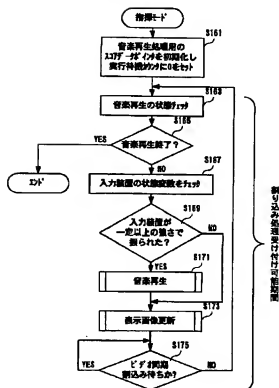 指揮モード
S161
音楽再生処理用の
スコアデータポインタを初期化し
実行待機カウンタに0をセット
S163
音楽再生の状態チェック
S165
YES
音楽再生終了?
エンド
NO
S167
入力装置の状態変数をチェック
S169
入力装置が
一定以上の強さで
振られた?
NO
YES
S171
音楽再生
S173
表示画像更新
S175
YES
ビデオ同期
割込み待ちか?
NO
割り込み処理受け付け可能期間